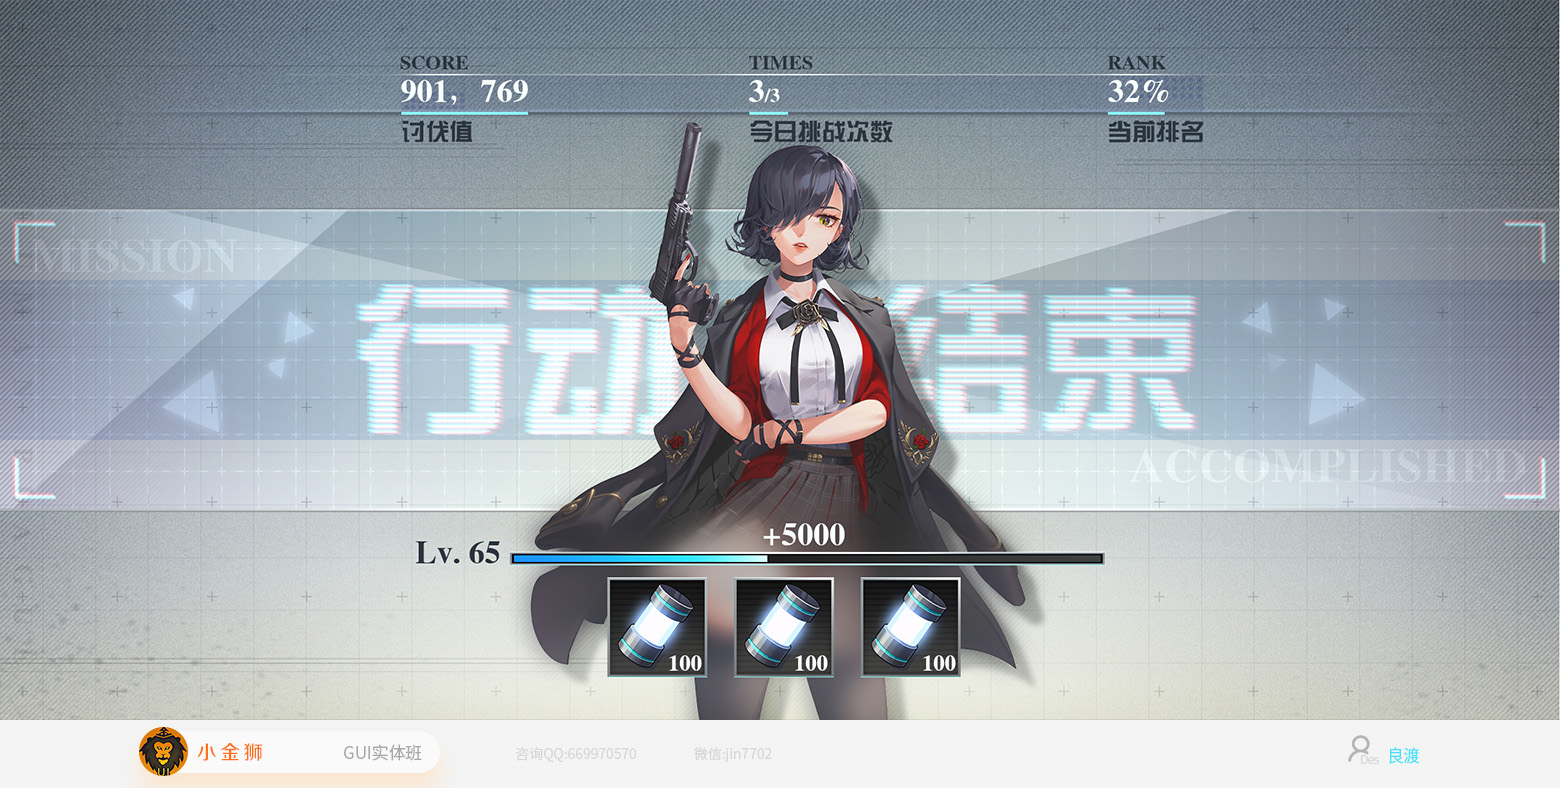 SCORE
901, 769
讨伐值
TIMES
3/3
今日挑战次数
RANK
32%
当前排名
MISSION
行动结束
ACCOMPLISHED
+5000
Lv. 65
100
100
100
小金狮
GUI实体班
咨询QQ:669970570
微信:jin7702
Des
良渡